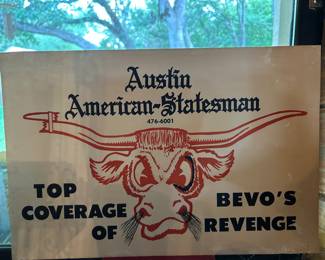 Austin
American-Statesman
476-6001
TOP
COVERAGE
OF
BEVO'S
REVENGE